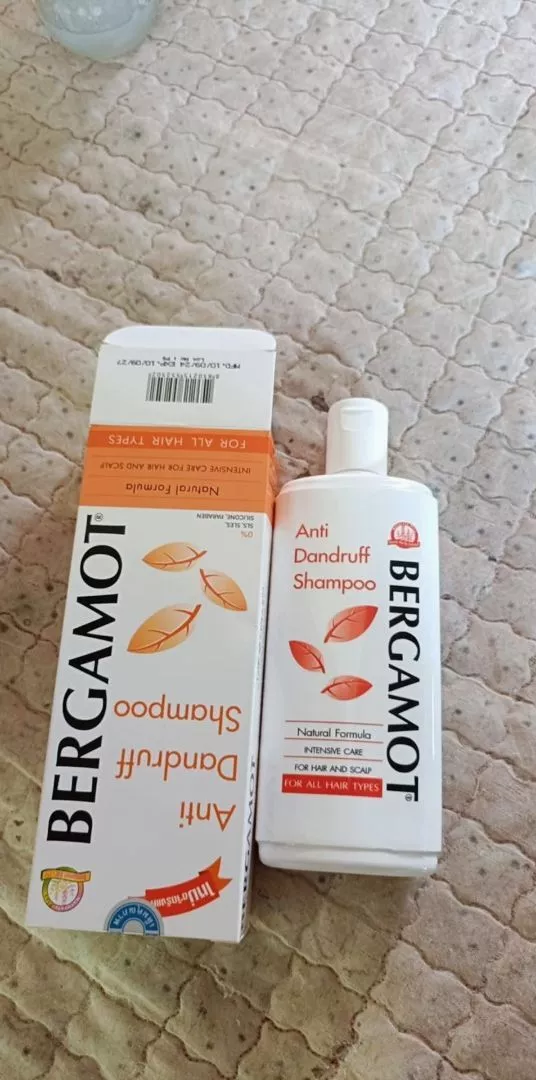 BERGAMOT®
Anti
Dandruff
Shampoo
0%
SLS, SLES,
SILICONE, PARABEN
Natural Formula
INTENSIVE CARE FOR HAIR AND SCALP
FOR ALL HAIR TYPES
MFD. 10/09/24 EXP. 10/09/27
Anti
Dandruff
Shampoo
BERGAMOT®
Natural Formula
INTENSIVE CARE
FOR HAIR AND SCALP
FOR ALL HAIR TYPES